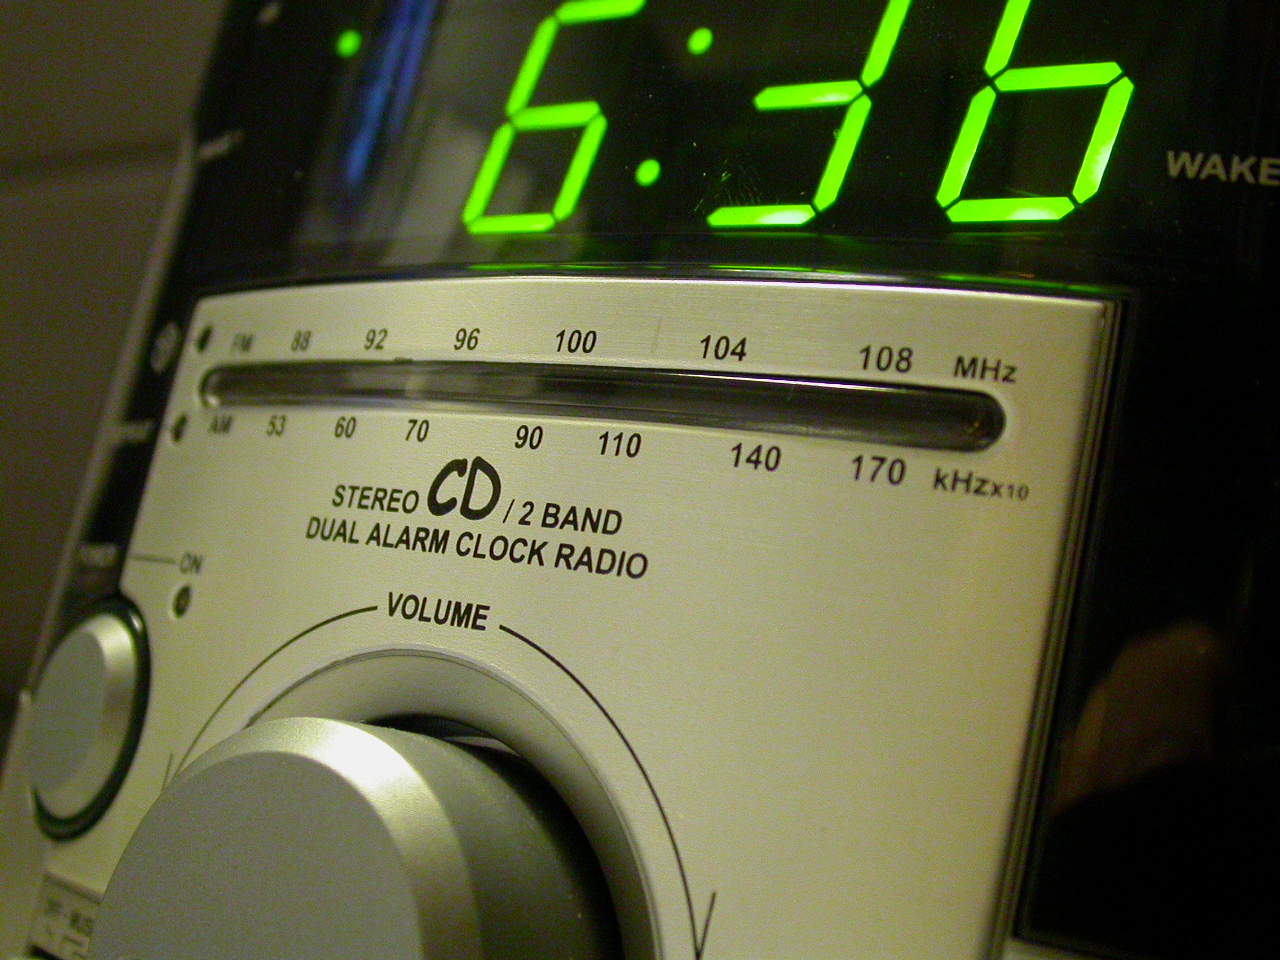 6:36
WAKE
FM 88 92 96 100 104 108 MHz
AM 53 60 70 90 110 140 170 kHzx10
STEREO CD / 2 BAND
DUAL ALARM CLOCK RADIO
ON
VOLUME